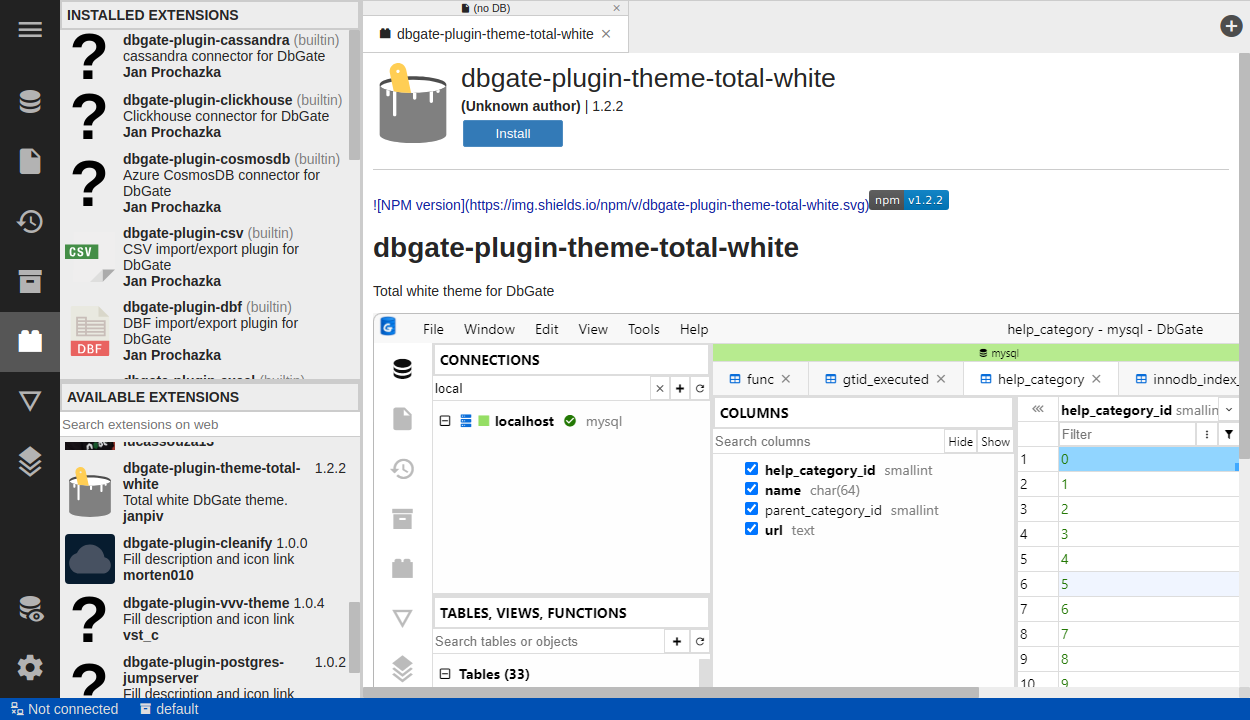 INSTALLED EXTENSIONS
dbgate-plugin-cassandra (builtin)
cassandra connector for DbGate
Jan Prochazka
dbgate-plugin-clickhouse (builtin)
Clickhouse connector for DbGate
Jan Prochazka
dbgate-plugin-cosmosdb (builtin)
Azure CosmosDB connector for
DbGate
Jan Prochazka
CSV
dbgate-plugin-csv (builtin)
CSV import/export plugin for
DbGate
Jan Prochazka
DBF
dbgate-plugin-dbf (builtin)
DBF import/export plugin for
DbGate
Jan Prochazka
dbgate-plugin-excel (builtin)
AVAILABLE EXTENSIONS
Search extensions on web
lucassouza13
dbgate-plugin-theme-total- 1.2.2
white
Total white DbGate theme.
janpiv
dbgate-plugin-cleanify 1.0.0
Fill description and icon link
morten010
dbgate-plugin-vvv-theme 1.0.4
Fill description and icon link
vst_c
dbgate-plugin-postgres- 1.0.2
jumpserver
Fill description and icon link
(no DB)
dbgate-plugin-theme-total-white
dbgate-plugin-theme-total-white
(Unknown author) | 1.2.2
Install
![NPM version](https://img.shields.io/npm/v/dbgate-plugin-theme-total-white.svg) npm v1.2.2
dbgate-plugin-theme-total-white
Total white theme for DbGate
File Window Edit View Tools Help help_category - mysql - DbGate
CONNECTIONS
local
localhost mysql
TABLES, VIEWS, FUNCTIONS
Search tables or objects
Tables (33)
mysql
func gtid_executed help_category innodb_index_
COLUMNS
Search columns Hide Show
help_category_id smallint
name char(64)
parent_category_id smallint
url text
help_category_id smallin
Filter
1 0
2 1
3 2
4 3
5 4
6 5
7 6
8 7
9 8
10 9
Not connected default